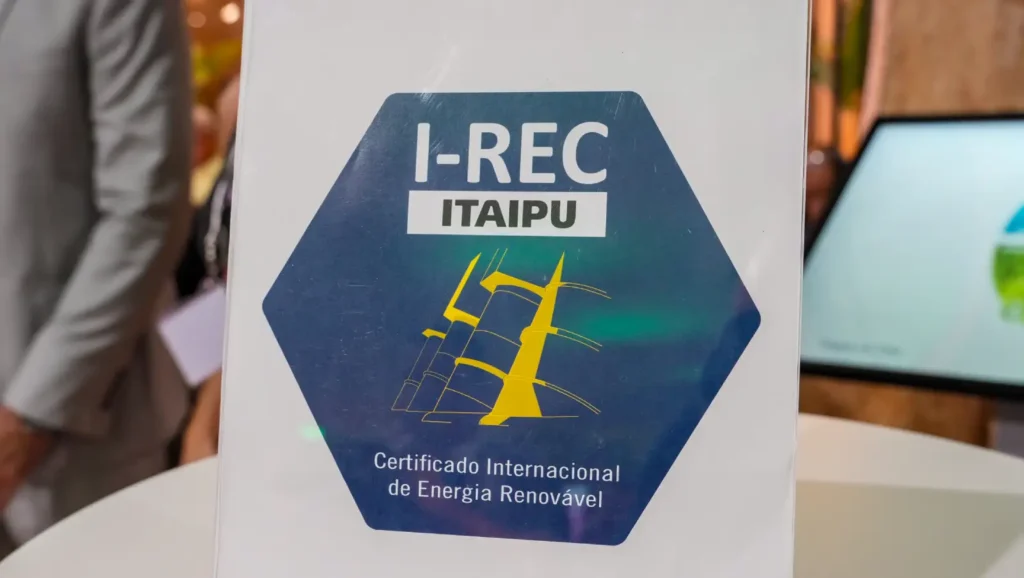 I-REC
ITAIPU
Certificado Internacional
de Energia Renovável